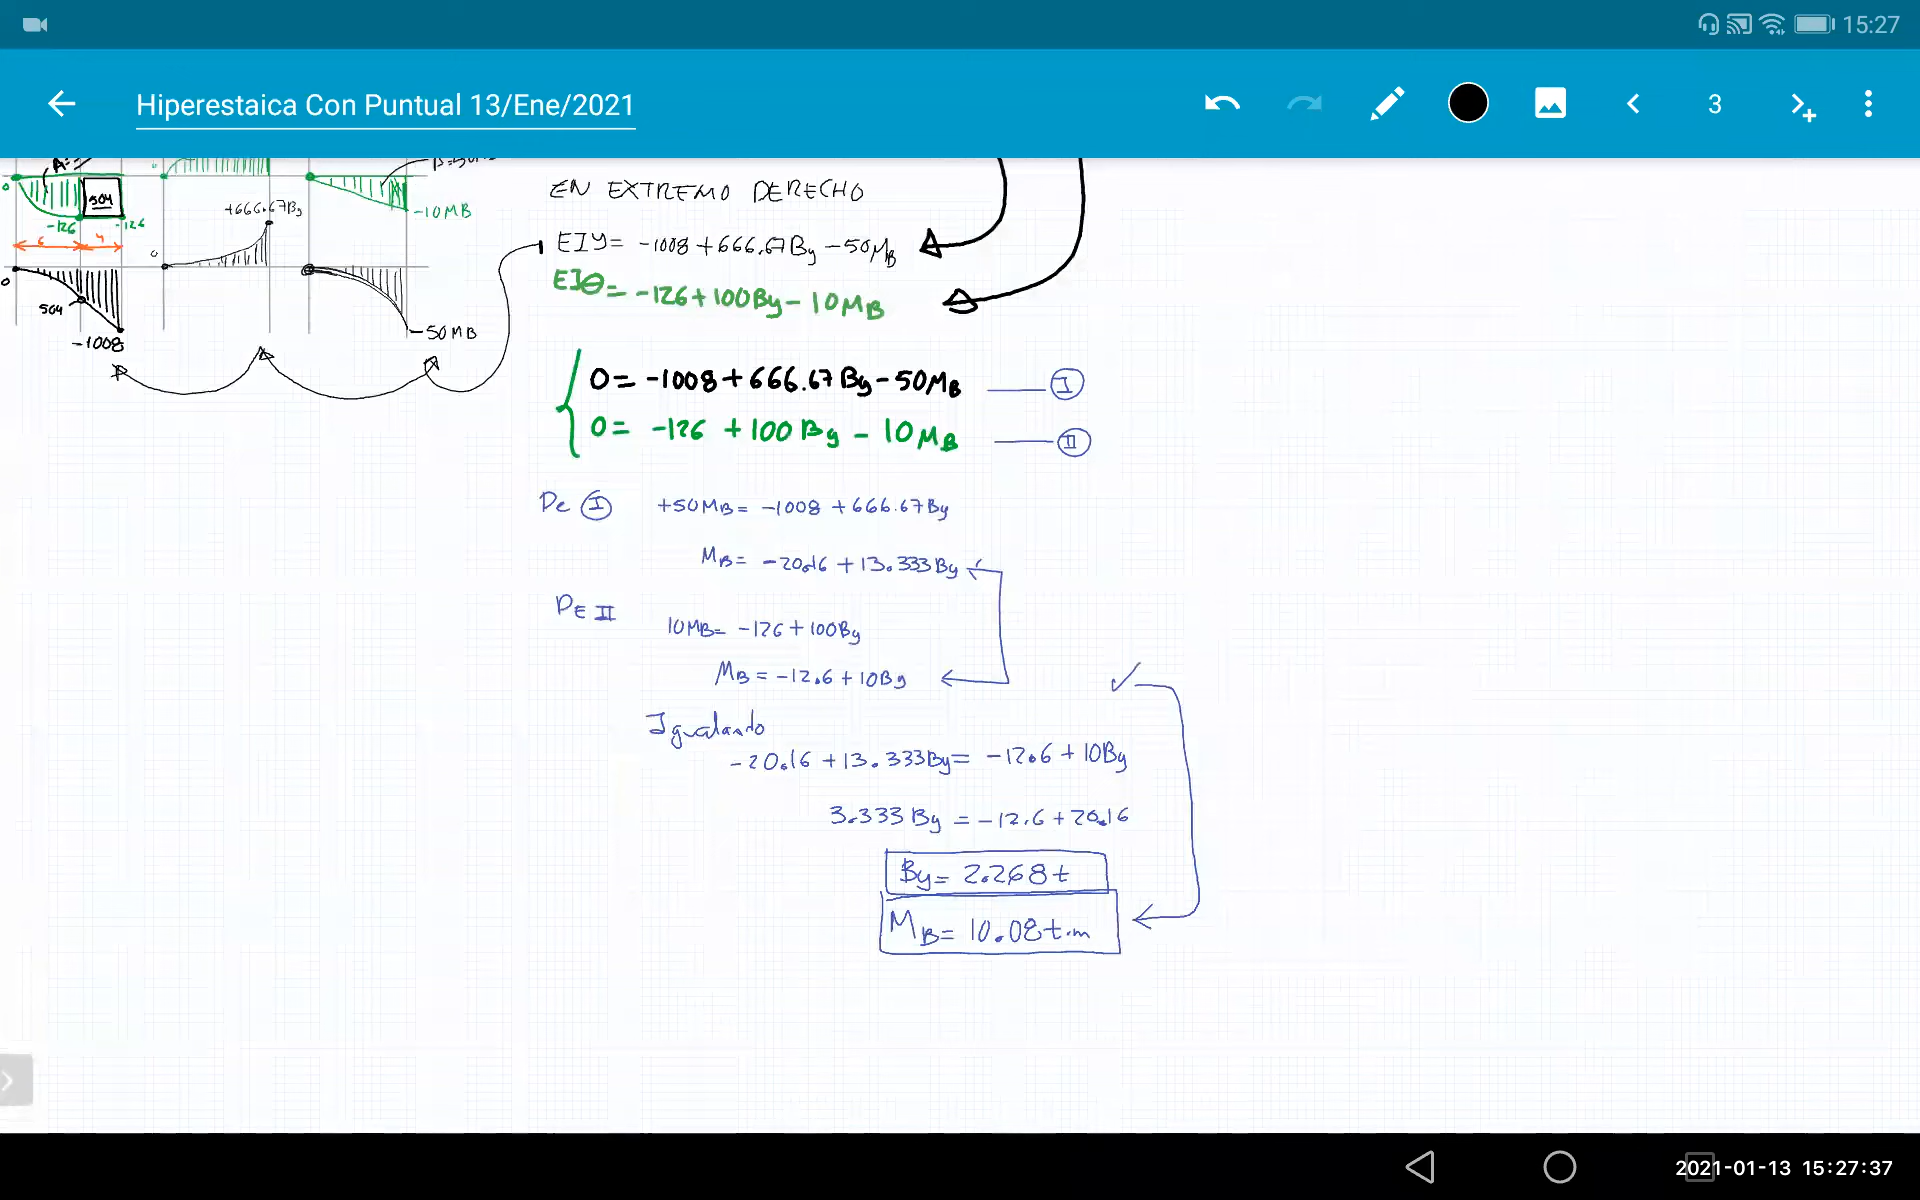 15:27
Hiperestaica Con Puntual 13/Ene/2021
3
504
-126
-126
6
4
0
504
-1008
+666.67By
-10MB
-50MB
EN EXTREMO DERECHO
EIy= -1008 +666.67By -50MB
EIθ= -126+100By- 10MB
0= -1008+666.67By-50MB I
0= -126 +100By - 10MB II
De I +50MB= -1008 +666.67By
MB= -20.16 +13.333By
DE II
10MB= -126+100By
MB= -12.6 +10By
Igualando
-20.16 +13.333By= -12.6 + 10By
3.333By = -12.6 +20.16
By= 2.268t
MB= 10.08t.m
2021-01-13 15:27:37